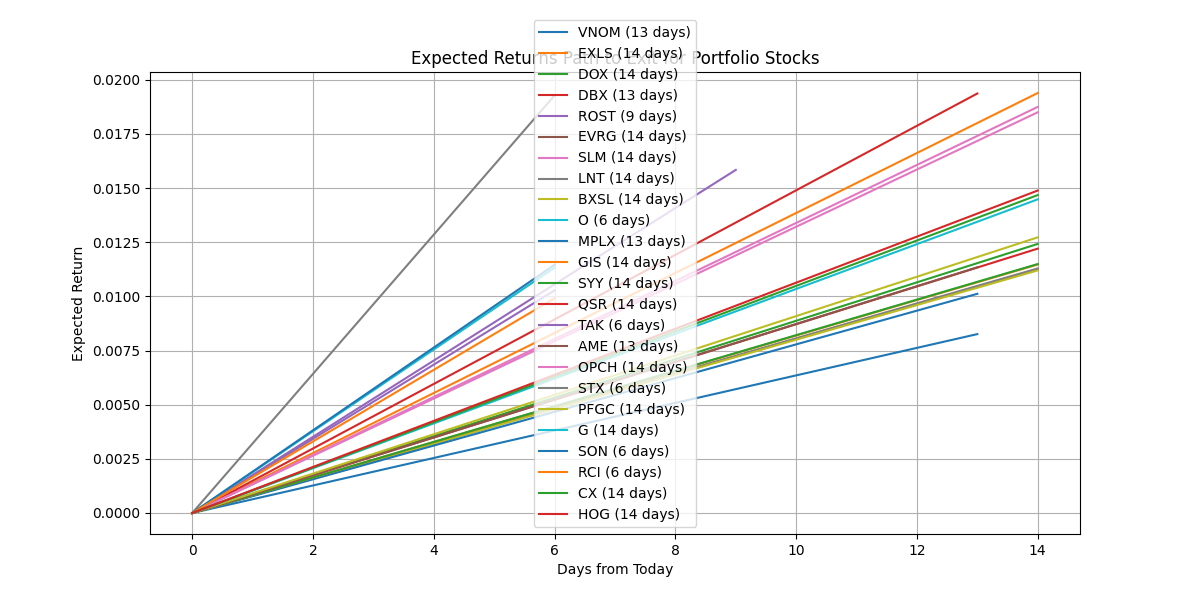 Expected Returns Path to Exit for Portfolio Stocks
VNOM (13 days)
EXLS (14 days)
DOX (14 days)
DBX (13 days)
ROST (9 days)
EVRG (14 days)
SLM (14 days)
LNT (14 days)
BXSL (14 days)
O (6 days)
MPLX (13 days)
GIS (14 days)
SYY (14 days)
QSR (14 days)
TAK (6 days)
AME (13 days)
OPCH (14 days)
STX (6 days)
PFGC (14 days)
G (14 days)
SON (6 days)
RCI (6 days)
CX (14 days)
HOG (14 days)
Expected Return
0.0200
0.0175
0.0150
0.0125
0.0100
0.0075
0.0050
0.0025
0.0000
0 2 4 6 8 10 12 14
Days from Today